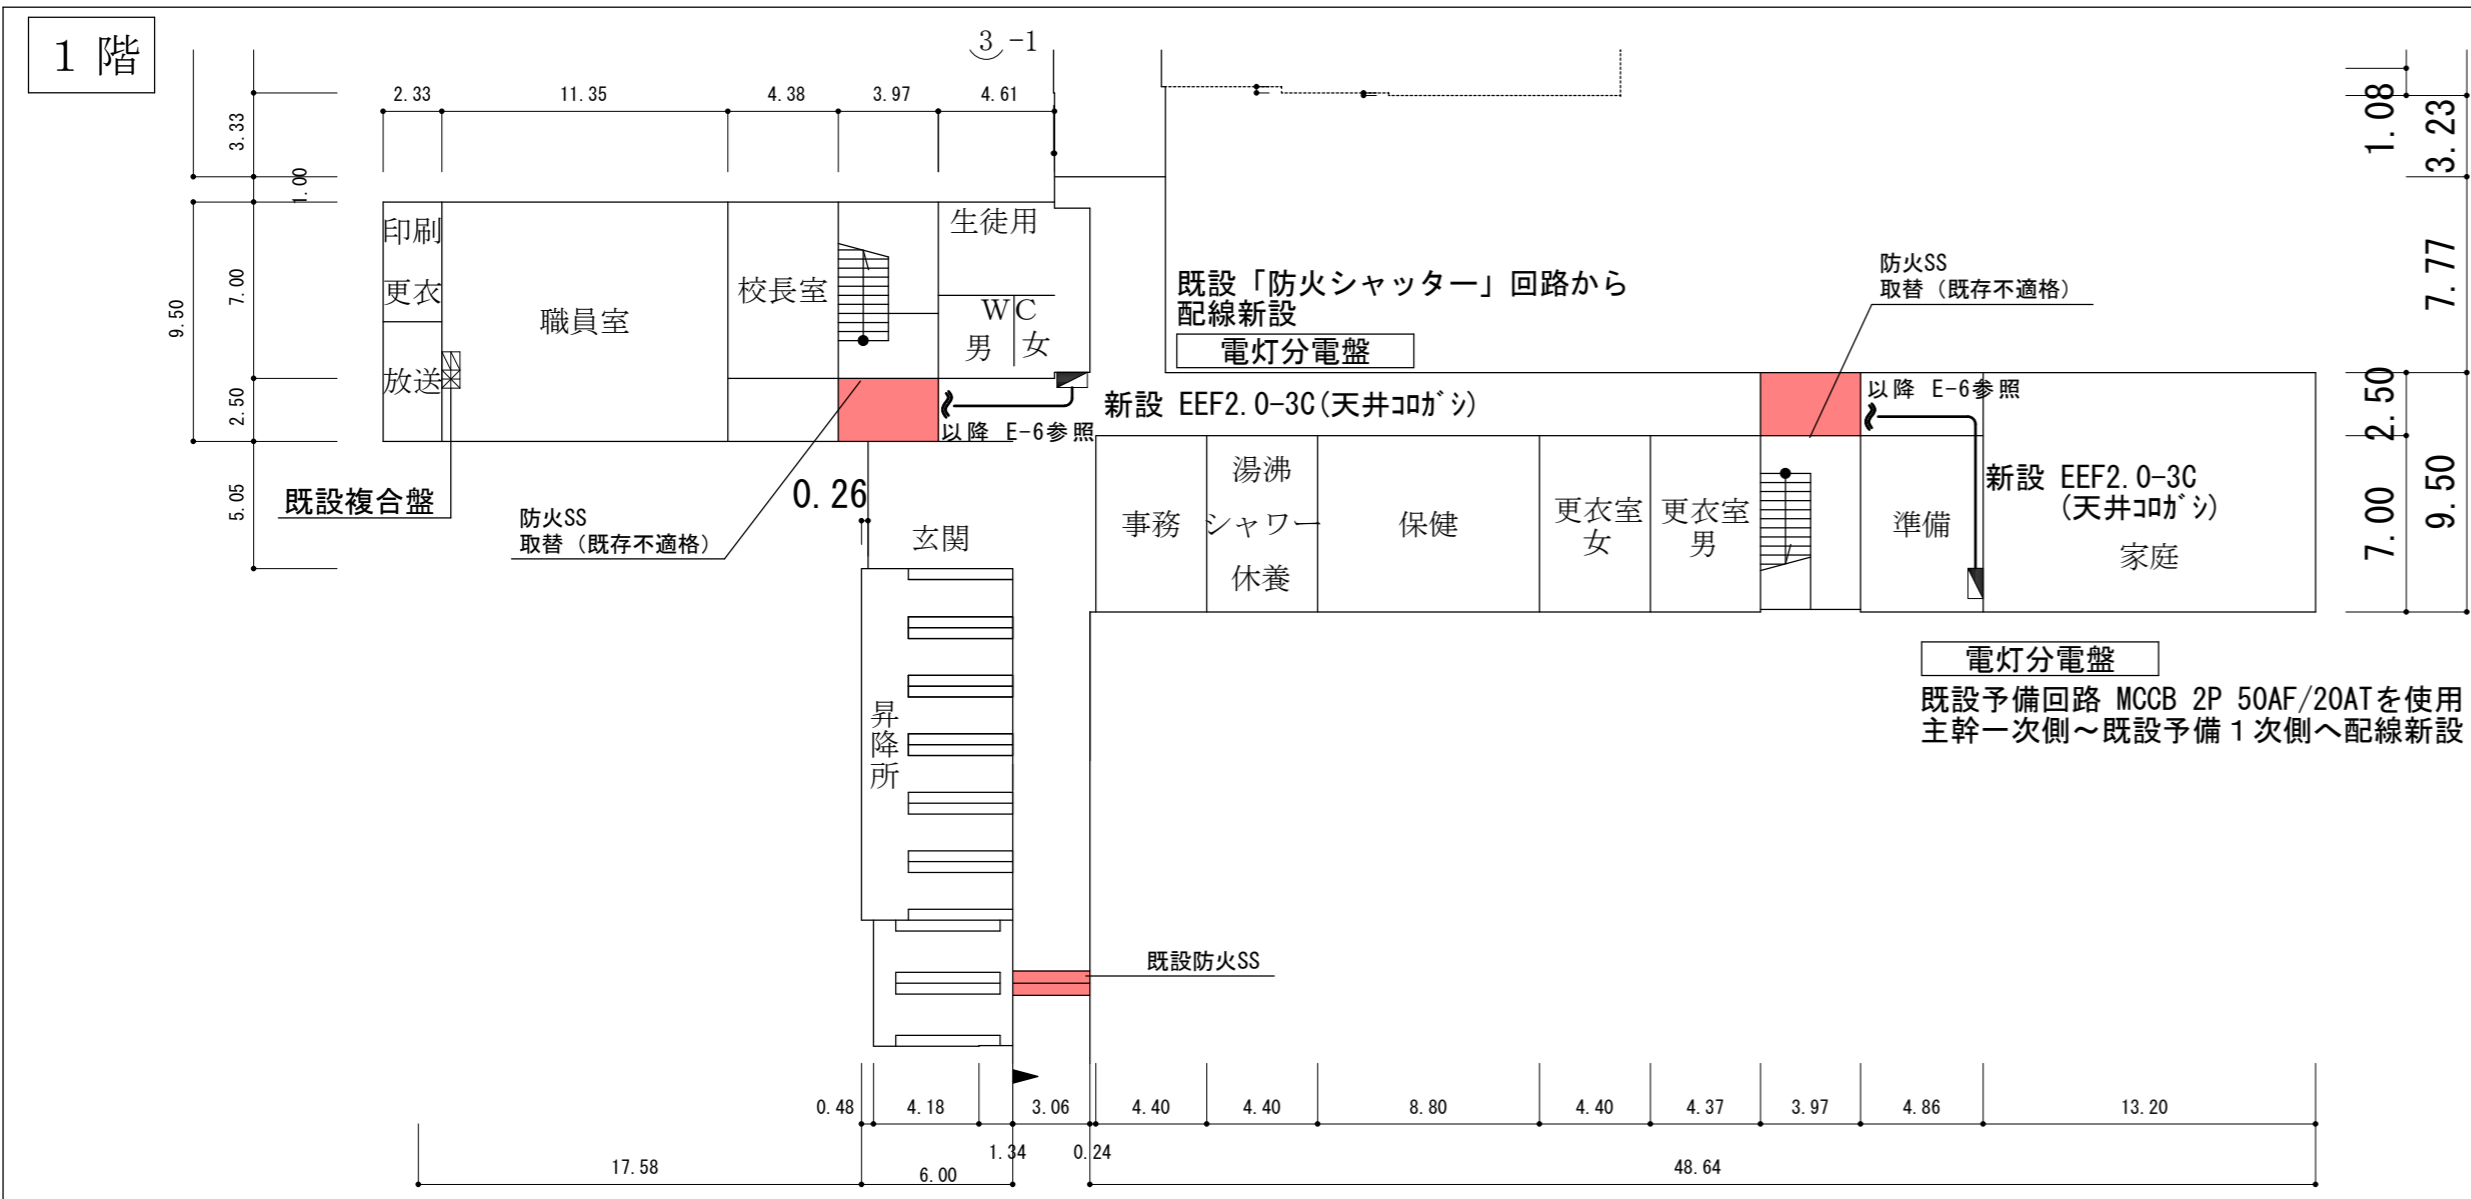 1 階
③-1
2.33
11.35
4.38
3.97
4.61
3.33
1.00
9.50
7.00
2.50
5.05
1.08
3.23
7.77
2.50
9.50
7.00
印刷
更衣
放送
職員室
校長室
生徒用
WC
男
女
既設「防火シャッター」回路から
配線新設
電灯分電盤
新設 EEF2.0-3C(天井ｺﾛｶﾞｼ)
以降 E-6参照
防火SS
取替（既存不適格）
以降 E-6参照
新設 EEF2.0-3C
(天井ｺﾛｶﾞｼ)
既設複合盤
防火SS
取替（既存不適格）
0.26
玄関
事務
湯沸
シャワー
休養
保健
更衣室
女
更衣室
男
準備
家庭
電灯分電盤
既設予備回路 MCCB 2P 50AF/20ATを使用
主幹一次側～既設予備１次側へ配線新設
昇降所
既設防火SS
0.48
4.18
3.06
4.40
4.40
8.80
4.40
4.37
3.97
4.86
13.20
1.34
0.24
17.58
6.00
48.64